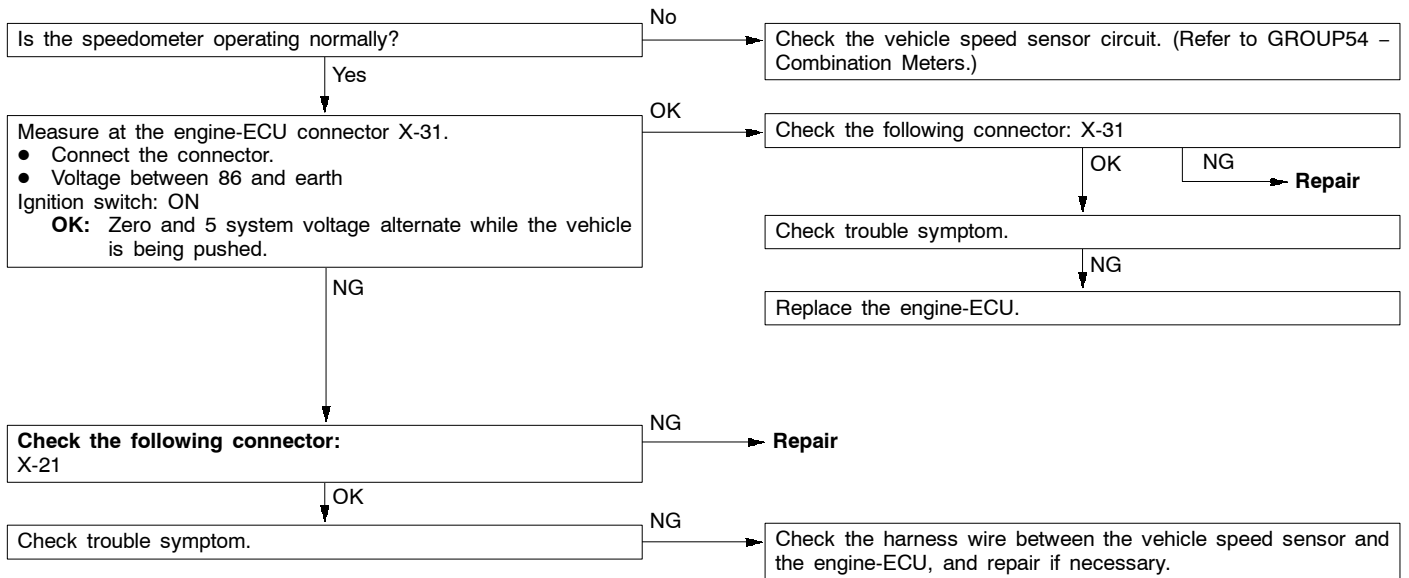 No
Is the speedometer operating normally?
Check the vehicle speed sensor circuit. (Refer to GROUP54 –
Combination Meters.)
Yes
OK
Measure at the engine-ECU connector X-31.
● Connect the connector.
● Voltage between 86 and earth
Ignition switch: ON
OK: Zero and 5 system voltage alternate while the vehicle
is being pushed.
Check the following connector: X-31
OK
NG
Repair
Check trouble symptom.
NG
Replace the engine-ECU.
NG
Check the following connector:
X-21
NG
Repair
OK
Check trouble symptom.
NG
Check the harness wire between the vehicle speed sensor and
the engine-ECU, and repair if necessary.